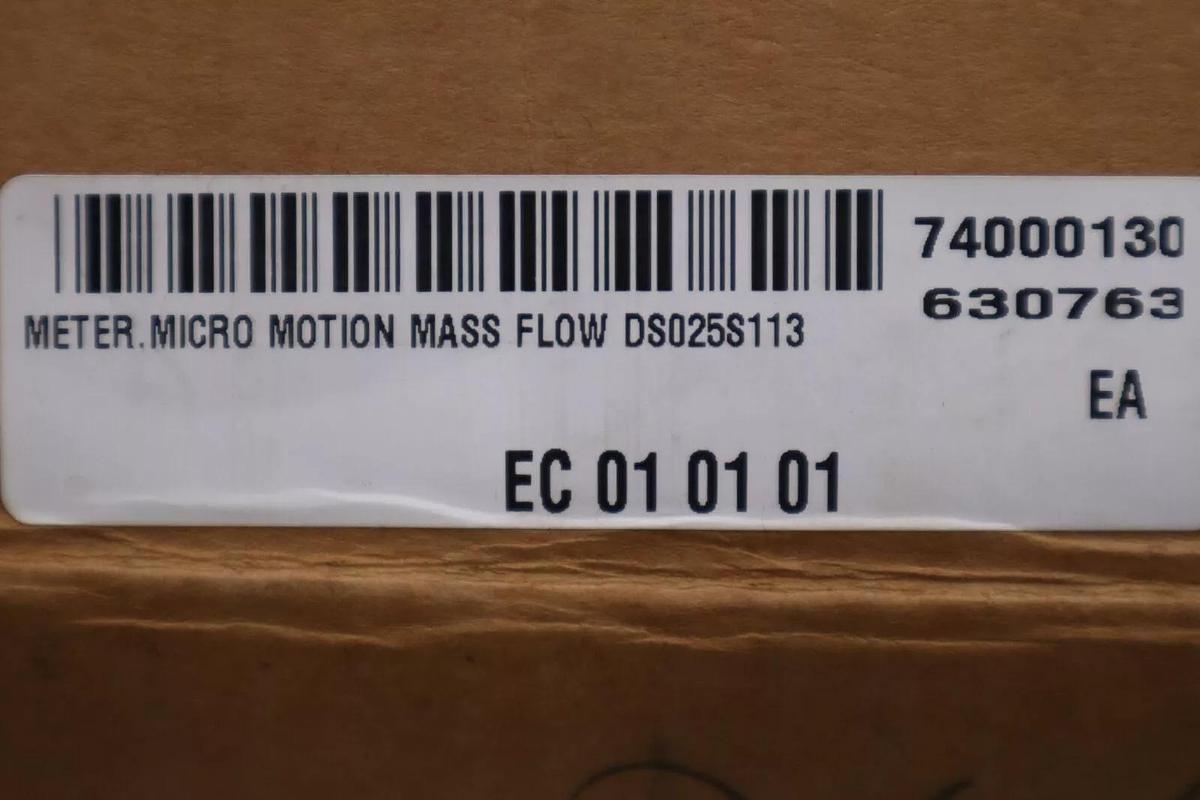 74000130
METER.MICRO MOTION MASS FLOW DS025S113
630763
EA
EC 01 01 01